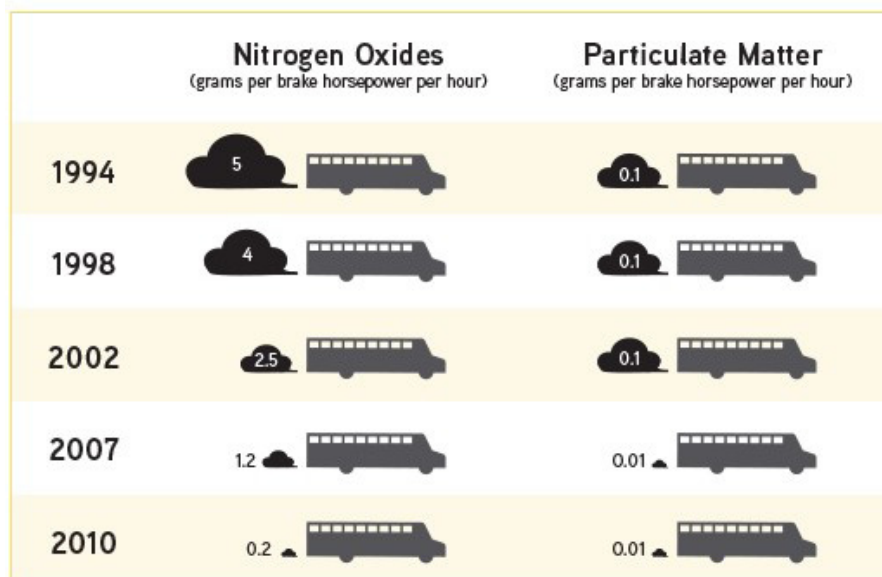 Nitrogen Oxides Particulate Matter
(grams per brake horsepower per hour) (grams per brake horsepower per hour)
1994 5 0.1
1998 4 0.1
2002 2.5 0.1
2007 1.2 0.01
2010 0.2 0.01